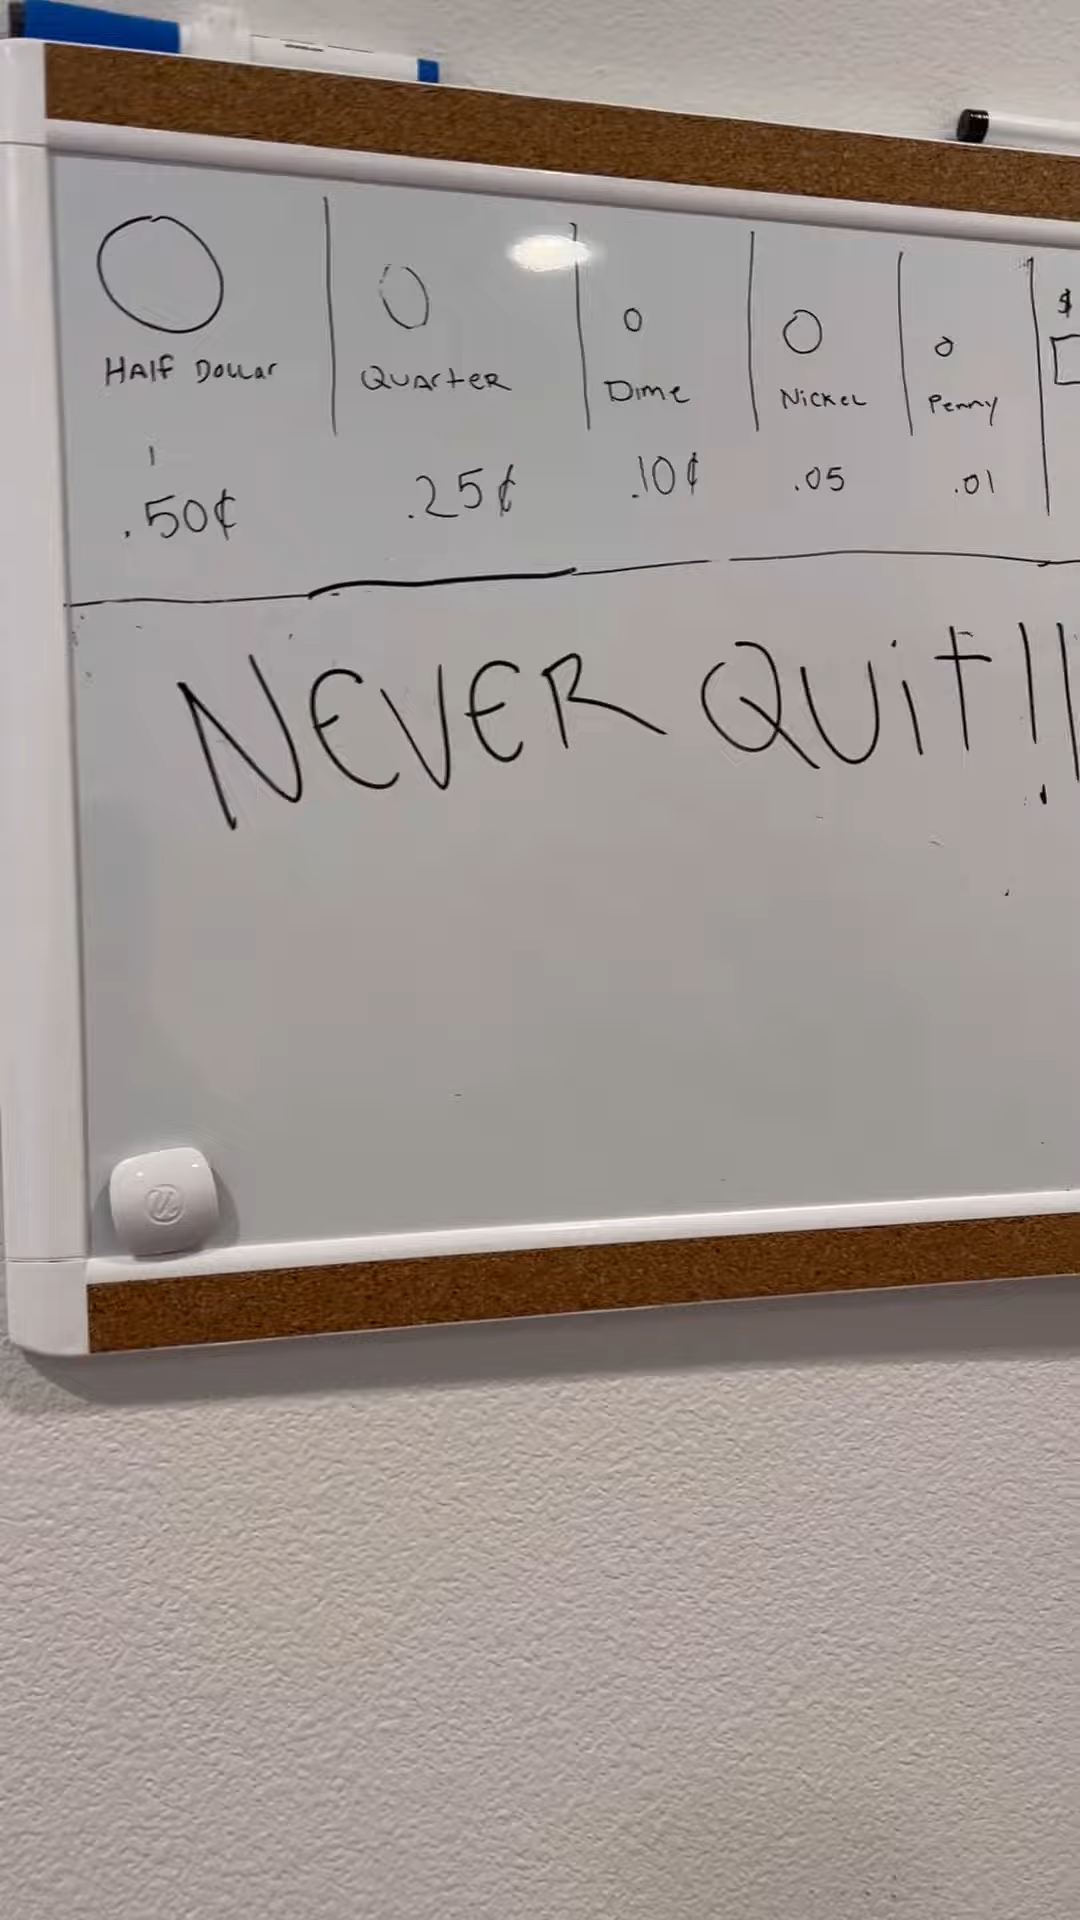 Half Dollar Quarter Dime Nickel Penny $
.50¢ .25¢ .10¢ .05 .01
NEVER QUiT!!